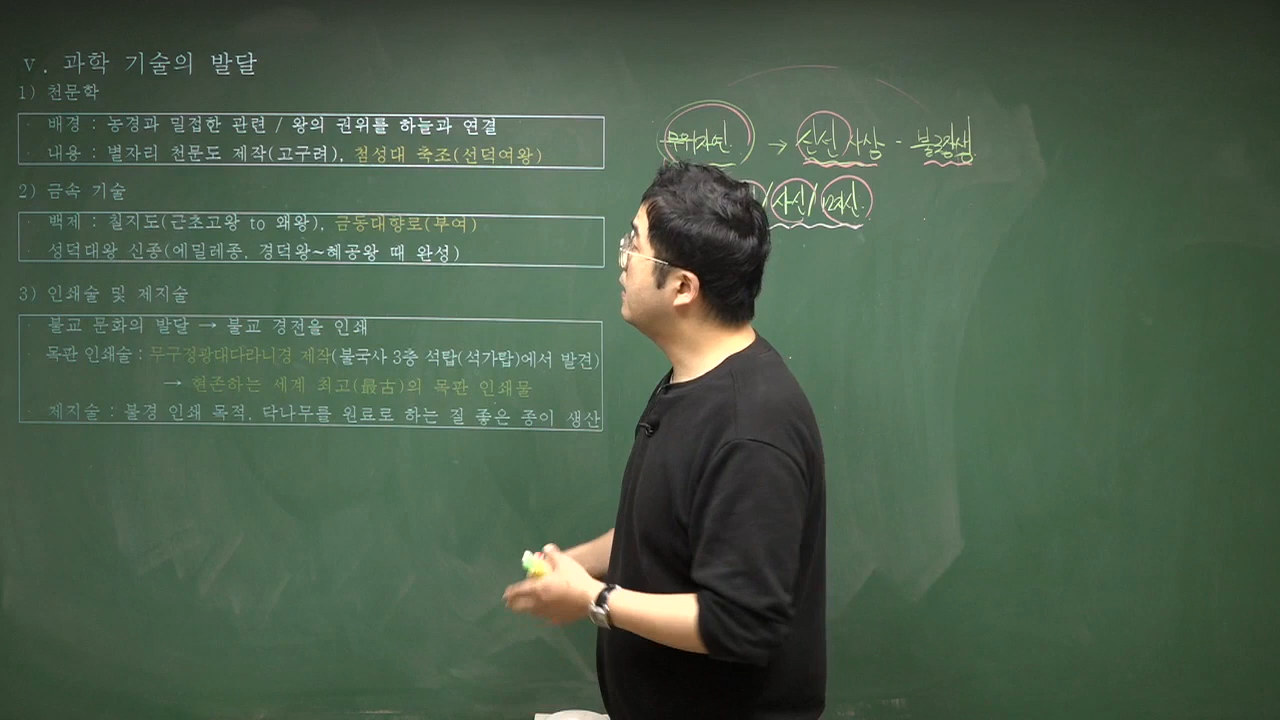 v. 과학 기술의 발달
1) 천문학
· 배경 : 농경과 밀접한 관련 / 왕의 권위를 하늘과 연결
· 내용 : 별자리 천문도 제작(고구려), 첨성대 축조(선덕여왕)
2) 금속 기술
· 백제 : 칠지도(근초고왕 to 왜왕), 금동대향로(부여)
· 성덕대왕 신종(에밀레종, 경덕왕~혜공왕 때 완성)
3) 인쇄술 및 제지술
· 불교 문화의 발달 → 불교 경전을 인쇄
· 목판 인쇄술 : 무구정광대다라니경 제작(불국사 3층 석탑(석가탑)에서 발견)
→ 현존하는 세계 최고(最古)의 목판 인쇄물
· 제지술 : 불경 인쇄 목적, 닥나무를 원료로 하는 질 좋은 종이 생산
무위자연. → 신선 사상 - 불로장생.
/ 사신 /